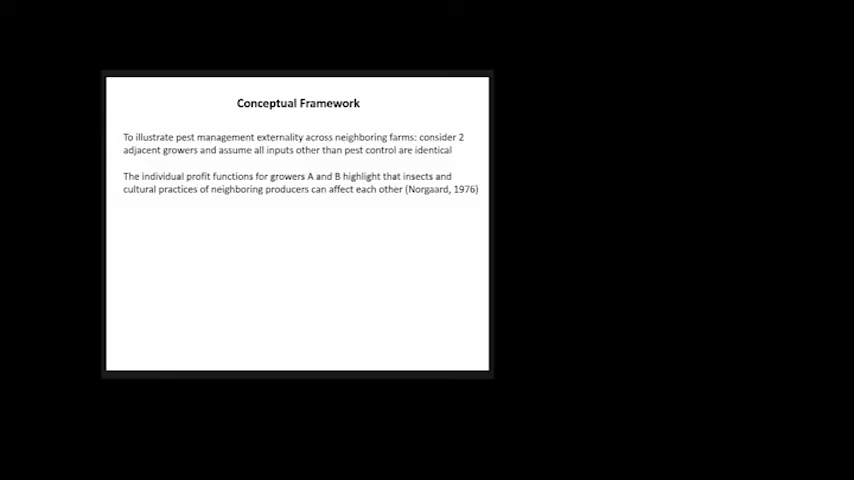 Conceptual Framework
To illustrate pest management externality across neighboring farms: consider 2
adjacent growers and assume all inputs other than pest control are identical
The individual profit functions for growers A and B highlight that insects and
cultural practices of neighboring producers can affect each other (Norgaard, 1976)